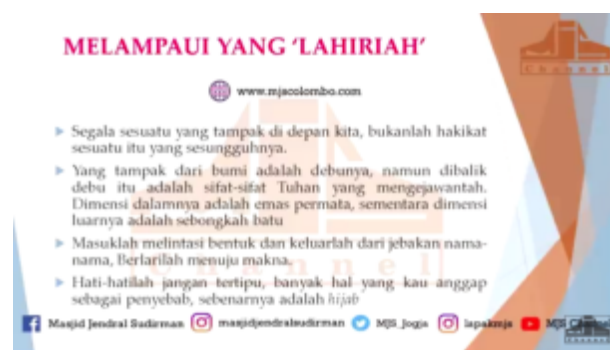 MELAMPAUI YANG ‘LAHIRIAH’
www.mjscolombo.com
Segala sesuatu yang tampak di depan kita, bukanlah hakikat
sesuatu itu yang sesungguhnya.
Yang tampak dari bumi adalah debunya, namun dibalik
debu itu adalah sifat-sifat Tuhan yang mengejawantah.
Dimensi dalamnya adalah emas permata, sementara dimensi
luarnya adalah sebongkah batu
Masuklah melintasi bentuk dan keluarlah dari jebakan nama-
nama, Berlarilah menuju makna.
Hati-hatilah jangan tertipu, banyak hal yang kau anggap
sebagai penyebab, sebenarnya adalah hijab
Channel
Channel
Masjid Jendral Sudirman masjidjendralsudirman MJS_Jogja lapakmjs MJS Channel